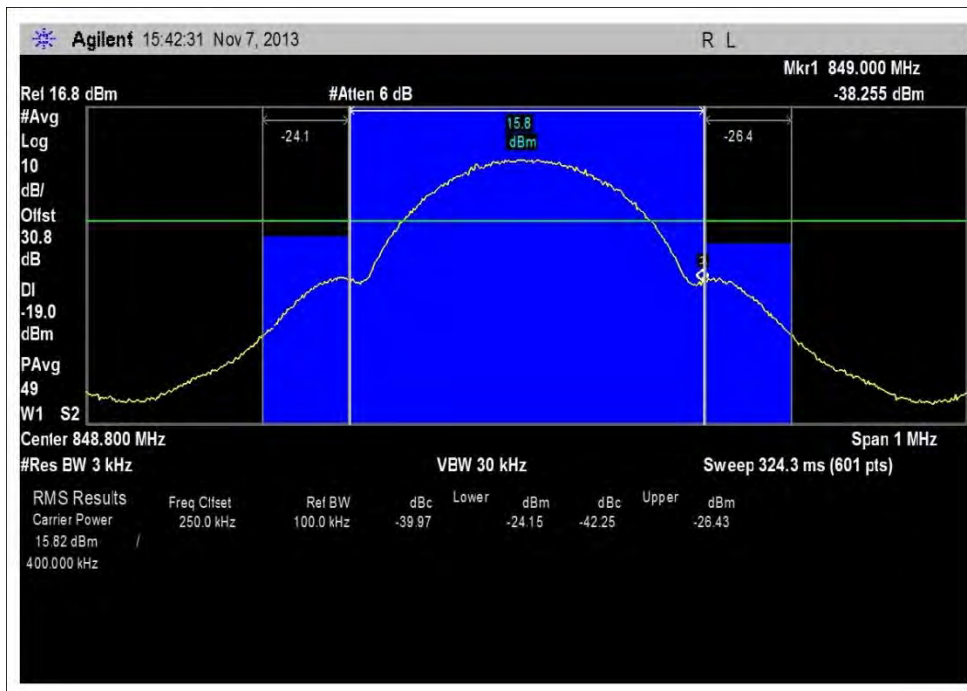 Agilent 15:42:31 Nov 7, 2013 R L
Mkr1 849.000 MHz
Ref 16.8 dBm #Atten 6 dB -38.255 dBm
#Avg
Log
10
dB/
Offst
30.8
dB
DI
-19.0
dBm
PAvg
49
W1 S2
-24.1
15.8
dBm
-26.4
Center 848.800 MHz Span 1 MHz
#Res BW 3 kHz VBW 30 kHz Sweep 324.3 ms (601 pts)
RMS Results Freq Offset Ref BW dBc Lower dBm dBc Upper dBm
Carrier Power 250.0 kHz 100.0 kHz -39.97 -24.15 -42.25 -26.43
15.82 dBm /
400.000 kHz